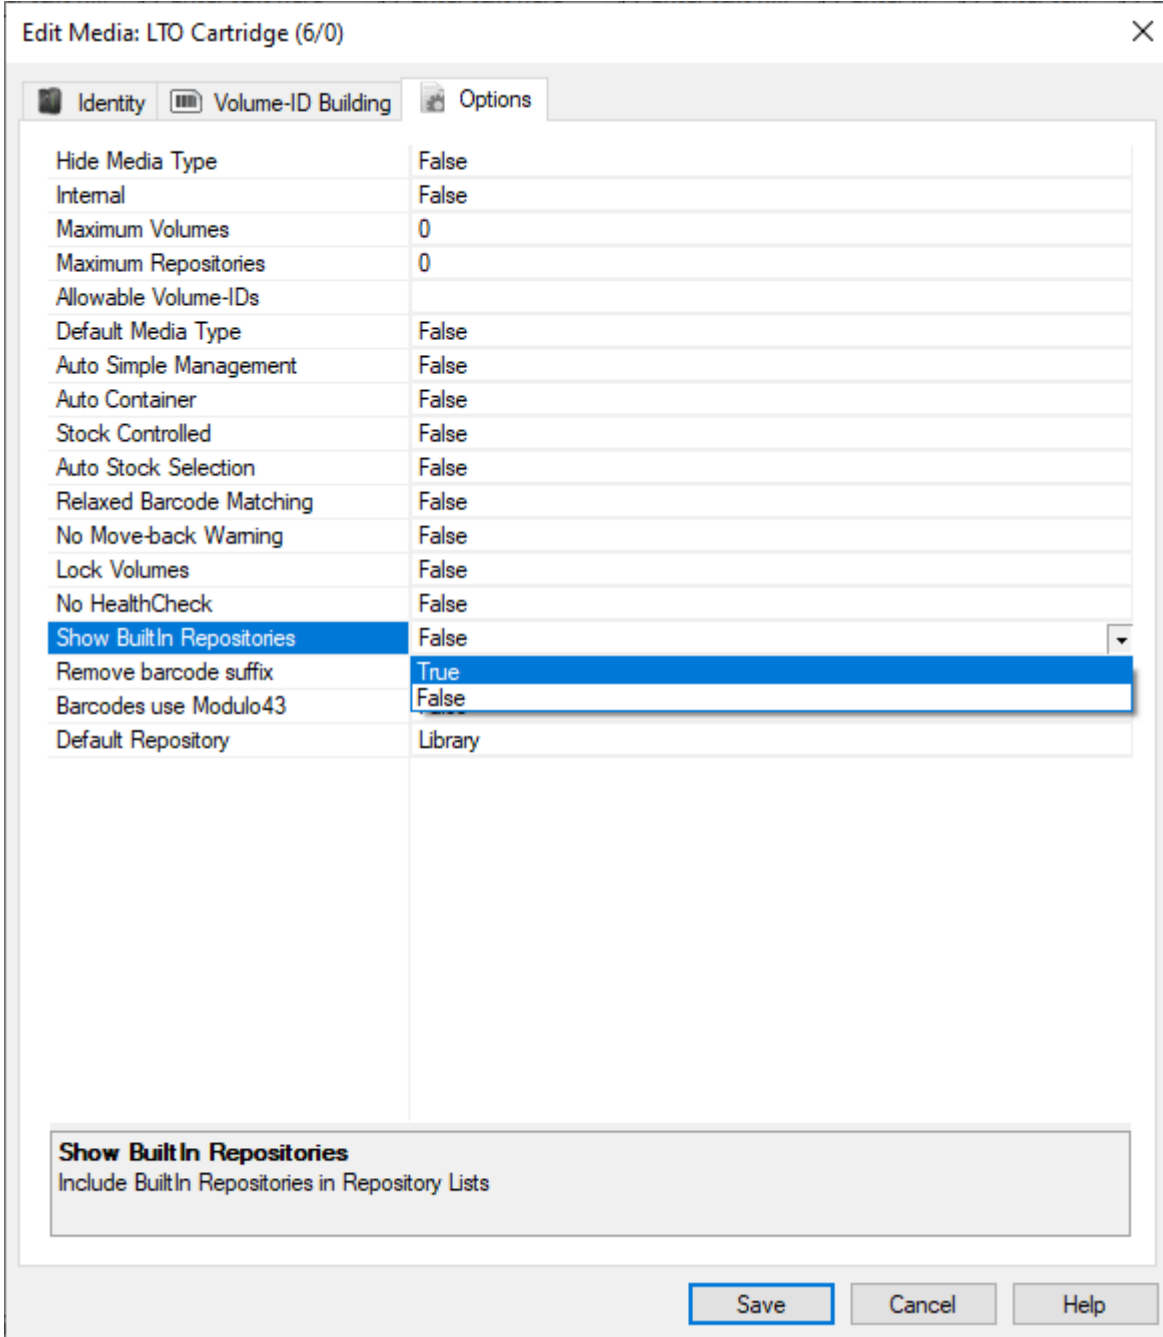 Edit Media: LTO Cartridge (6/0)
Identity Volume-ID Building Options
Hide Media Type False
Internal False
Maximum Volumes 0
Maximum Repositories 0
Allowable Volume-IDs
Default Media Type False
Auto Simple Management False
Auto Container False
Stock Controlled False
Auto Stock Selection False
Relaxed Barcode Matching False
No Move-back Warning False
Lock Volumes False
No HealthCheck False
Show BuiltIn Repositories False
Remove barcode suffix True
Barcodes use Modulo43 False
Default Repository Library
Show BuiltIn Repositories
Include BuiltIn Repositories in Repository Lists
Save Cancel Help